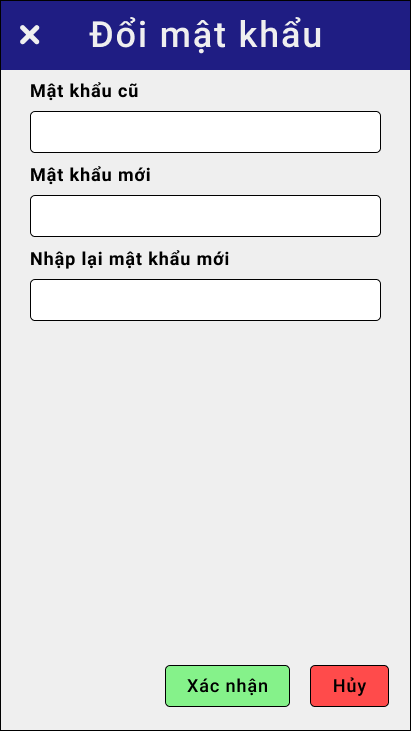 Đổi mật khẩu
Mật khẩu cũ
Mật khẩu mới
Nhập lại mật khẩu mới
Xác nhận
Hủy